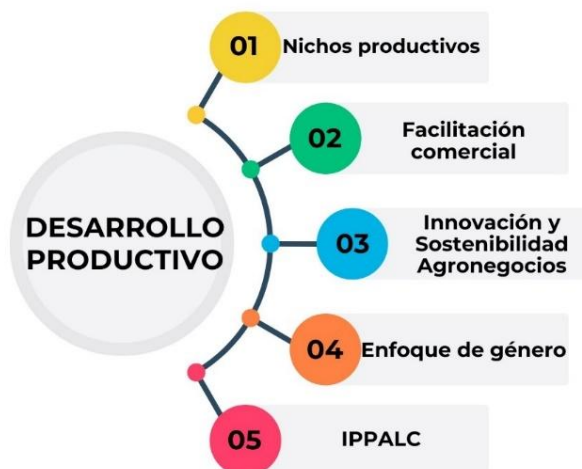 DESARROLLO
PRODUCTIVO
01
Nichos productivos
02
Facilitación
comercial
03
Innovación y
Sostenibilidad
Agronegocios
04
Enfoque de género
05
IPPALC